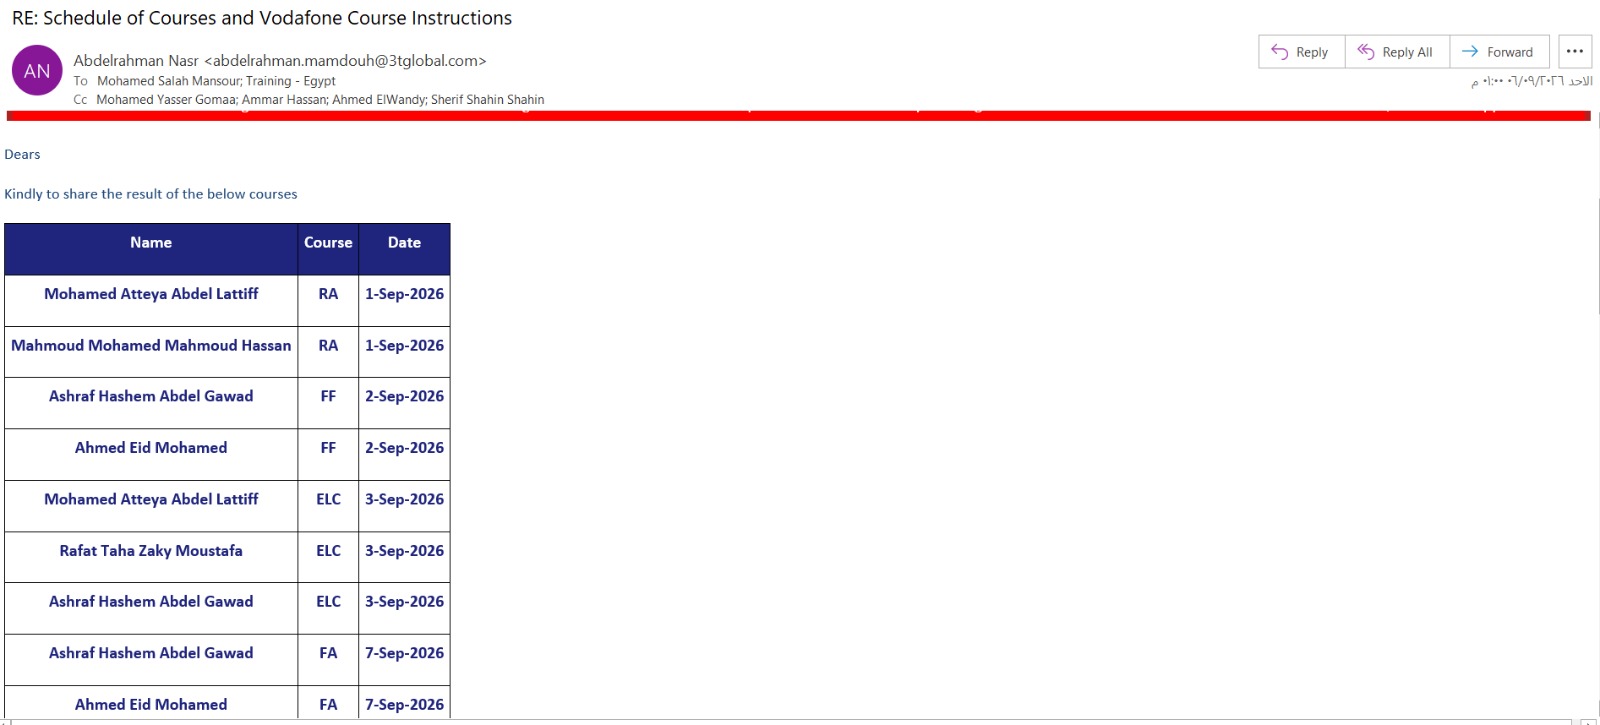 RE: Schedule of Courses and Vodafone Course Instructions
AN
Abdelrahman Nasr <abdelrahman.mamdouh@3tglobal.com>
To Mohamed Salah Mansour; Training - Egypt
Cc Mohamed Yasser Gomaa; Ammar Hassan; Ahmed ElWandy; Sherif Shahin Shahin
Reply
Reply All
Forward
الاحد ٠٦/٠٩/٢٠٢٦ ٠١:٠٠ م
Dears
Kindly to share the result of the below courses
Name Course Date
Mohamed Atteya Abdel Lattiff RA 1-Sep-2026
Mahmoud Mohamed Mahmoud Hassan RA 1-Sep-2026
Ashraf Hashem Abdel Gawad FF 2-Sep-2026
Ahmed Eid Mohamed FF 2-Sep-2026
Mohamed Atteya Abdel Lattiff ELC 3-Sep-2026
Rafat Taha Zaky Moustafa ELC 3-Sep-2026
Ashraf Hashem Abdel Gawad ELC 3-Sep-2026
Ashraf Hashem Abdel Gawad FA 7-Sep-2026
Ahmed Eid Mohamed FA 7-Sep-2026